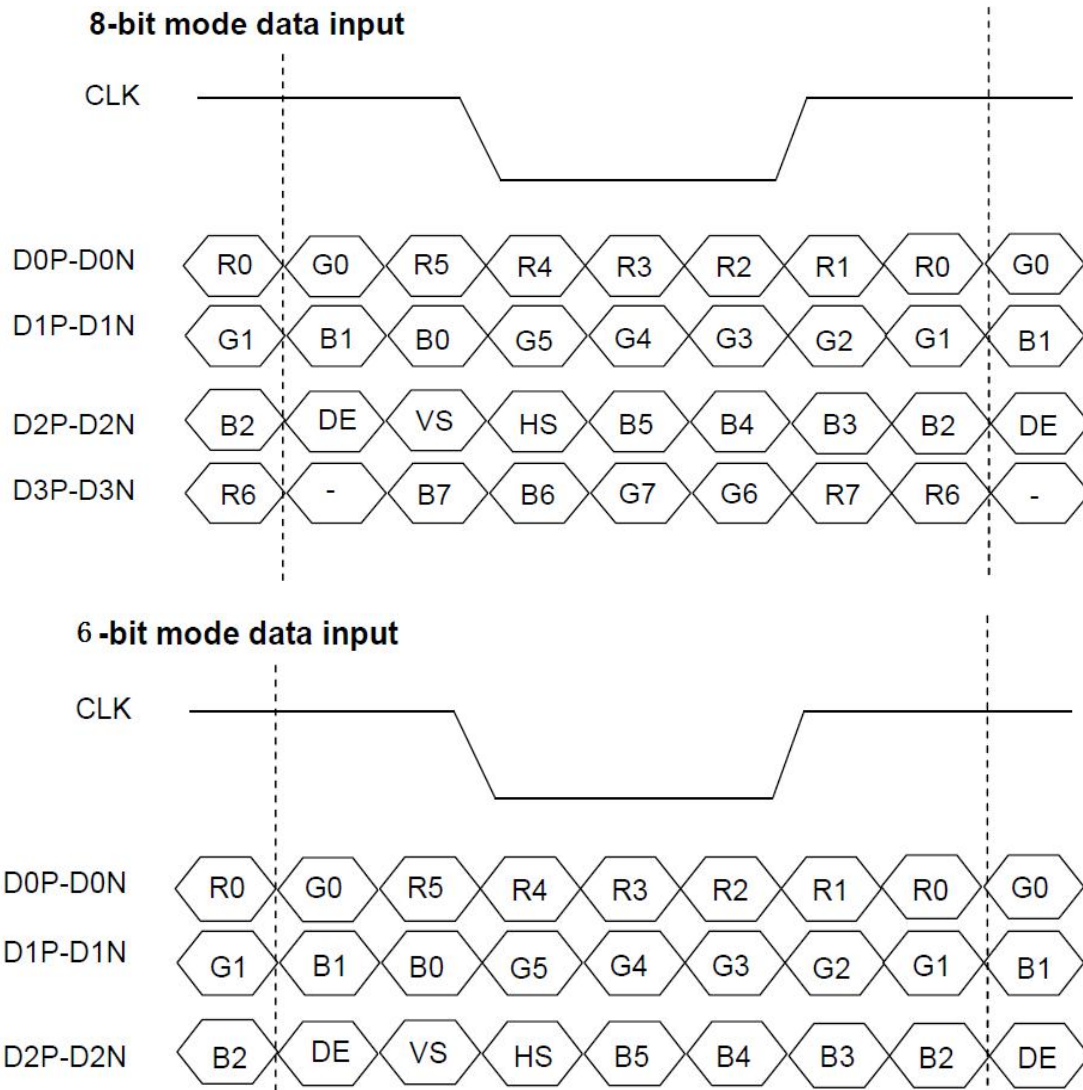 8-bit mode data input
CLK
D0P-D0N R0 G0 R5 R4 R3 R2 R1 R0 G0
D1P-D1N G1 B1 B0 G5 G4 G3 G2 G1 B1
D2P-D2N B2 DE VS HS B5 B4 B3 B2 DE
D3P-D3N R6 - B7 B6 G7 G6 R7 R6 -
6-bit mode data input
CLK
D0P-D0N R0 G0 R5 R4 R3 R2 R1 R0 G0
D1P-D1N G1 B1 B0 G5 G4 G3 G2 G1 B1
D2P-D2N B2 DE VS HS B5 B4 B3 B2 DE